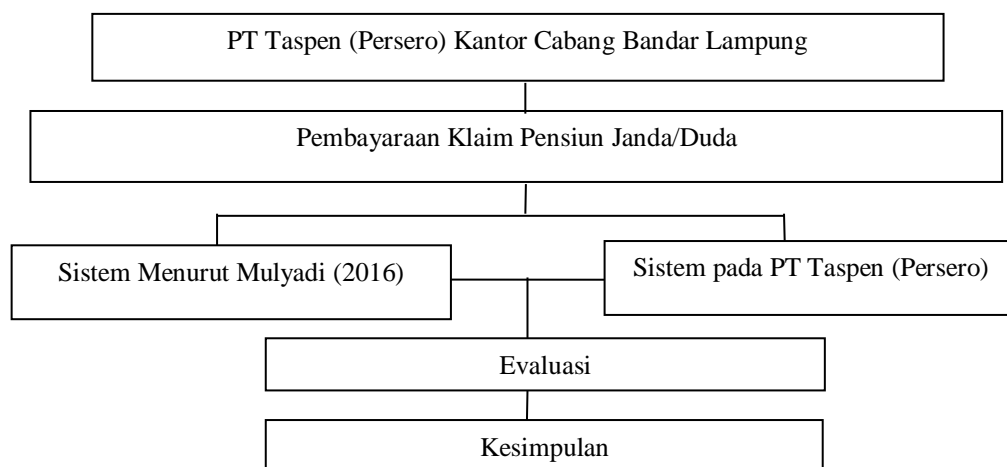 PT Taspen (Persero) Kantor Cabang Bandar Lampung
Pembayaraan Klaim Pensiun Janda/Duda
Sistem Menurut Mulyadi (2016)
Sistem pada PT Taspen (Persero)
Evaluasi
Kesimpulan